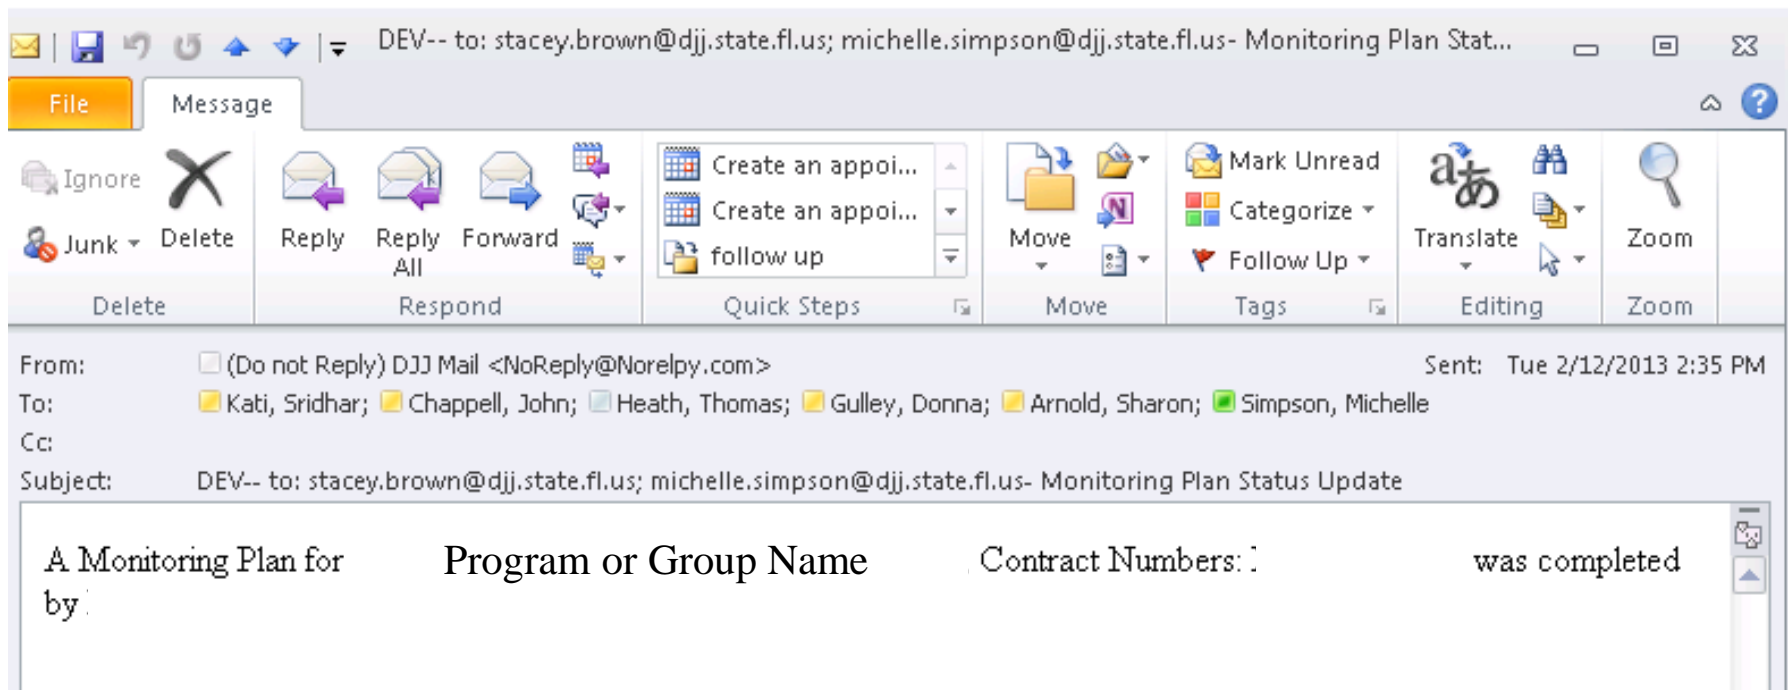 DEV-- to: stacey.brown@djj.state.fl.us; michelle.simpson@djj.state.fl.us- Monitoring Plan Stat...
File Message
Ignore
Junk
Delete
Reply
Reply All
Forward
Create an appoi...
Create an appoi...
follow up
Move
Mark Unread
Categorize
Follow Up
Translate
Zoom
Delete Respond Quick Steps Move Tags Editing Zoom
From: (Do not Reply) DJJ Mail <NoReply@Norelpy.com> Sent: Tue 2/12/2013 2:35 PM
To: Kati, Sridhar; Chappell, John; Heath, Thomas; Gulley, Donna; Arnold, Sharon; Simpson, Michelle
Cc:
Subject: DEV-- to: stacey.brown@djj.state.fl.us; michelle.simpson@djj.state.fl.us- Monitoring Plan Status Update
A Monitoring Plan for Program or Group Name Contract Numbers: was completed
by